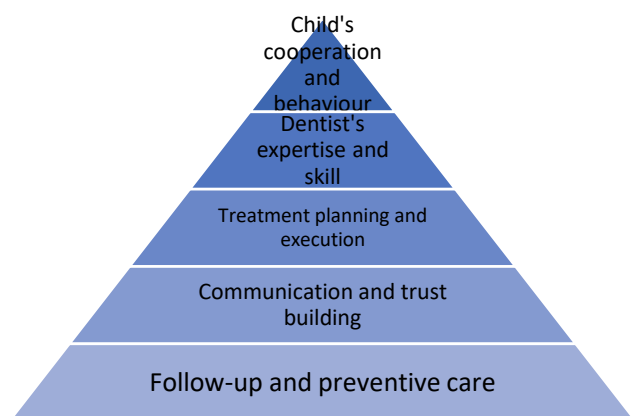 Child's
cooperation
and
behaviour
Dentist's
expertise and
skill
Treatment planning and
execution
Communication and trust
building
Follow-up and preventive care